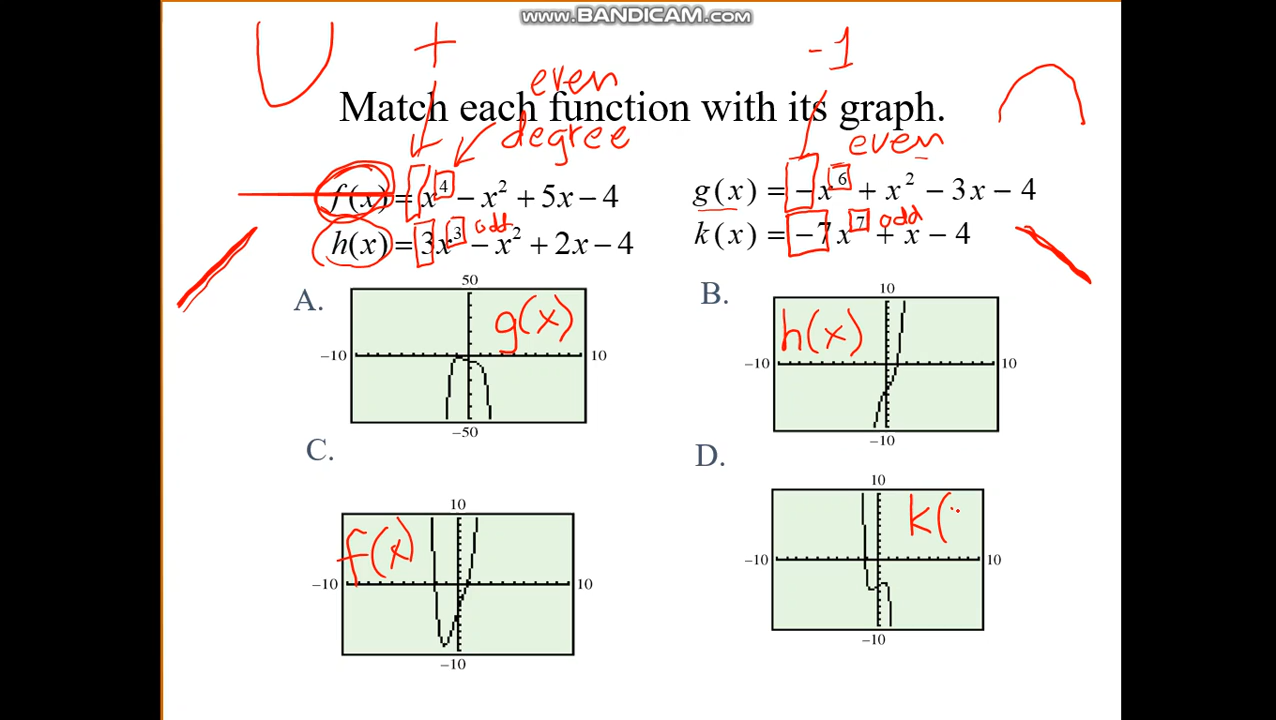 www.BANDICAM.com
+
-1
even
Match each function with its graph.
degree
even
f(x) = x⁴ − x² + 5x − 4
g(x) = −x⁶ + x² − 3x − 4
odd
odd
h(x) = 3x³ − x² + 2x − 4
k(x) = −7x⁷ + x − 4
A.
50
g(x)
−10
10
−50
B.
10
h(x)
−10
10
−10
C.
10
f(x)
−10
10
−10
D.
10
k(
−10
10
−10